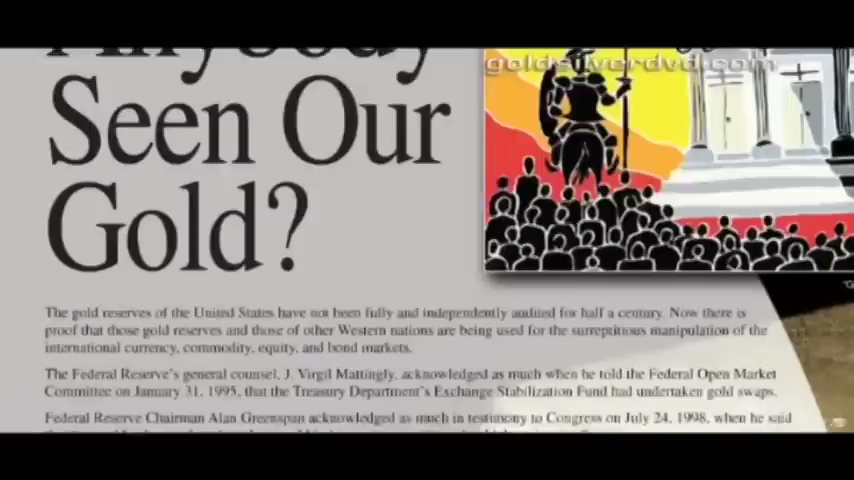 Anybody
Seen Our
Gold?
goldsilverdvd.com
The gold reserves of the United States have not been fully and independently audited for half a century. Now there is
proof that those gold reserves and those of other Western nations are being used for the surreptitious manipulation of the
international currency, commodity, equity, and bond markets.
The Federal Reserve's general counsel, J. Virgil Mattingly, acknowledged as much when he told the Federal Open Market
Committee on January 31, 1995, that the Treasury Department's Exchange Stabilization Fund had undertaken gold swaps.
Federal Reserve Chairman Alan Greenspan acknowledged as much in testimony to Congress on July 24, 1998, when he said